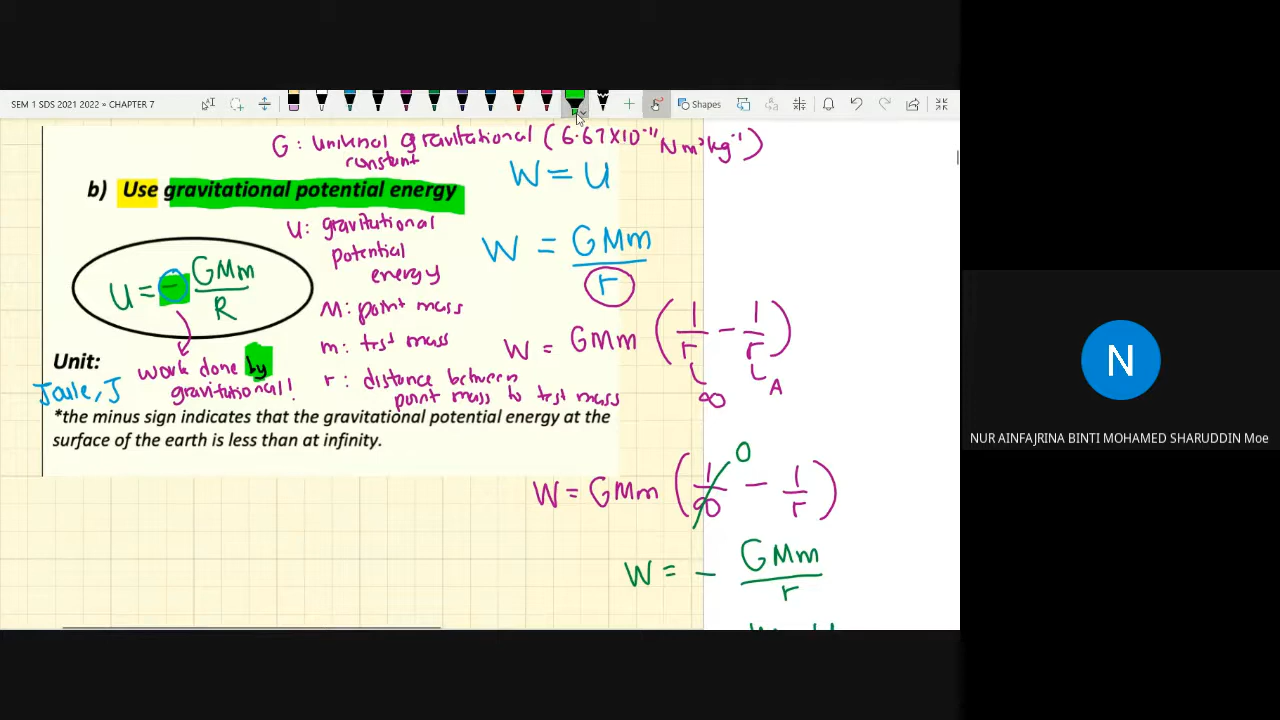 SEM 1 SDS 2021 2022 » CHAPTER 7
Shapes
G : universal gravitational (6.67x10⁻¹¹ Nm²kg⁻¹)
constant
W = U
b) Use gravitational potential energy
U: gravitational
potential
energy
W = GMm
r
U = - GMm
R
M: point mass
m: test mass
W = GMm ( 1/r - 1/r )
∞ A
Unit:
Joule, J
work done by
gravitational!
r : distance between
point mass to test mass
*the minus sign indicates that the gravitational potential energy at the
surface of the earth is less than at infinity.
0
W = GMm ( 1/∞ - 1/r )
W = - GMm
r
N
NUR AINFAJRINA BINTI MOHAMED SHARUDDIN Moe